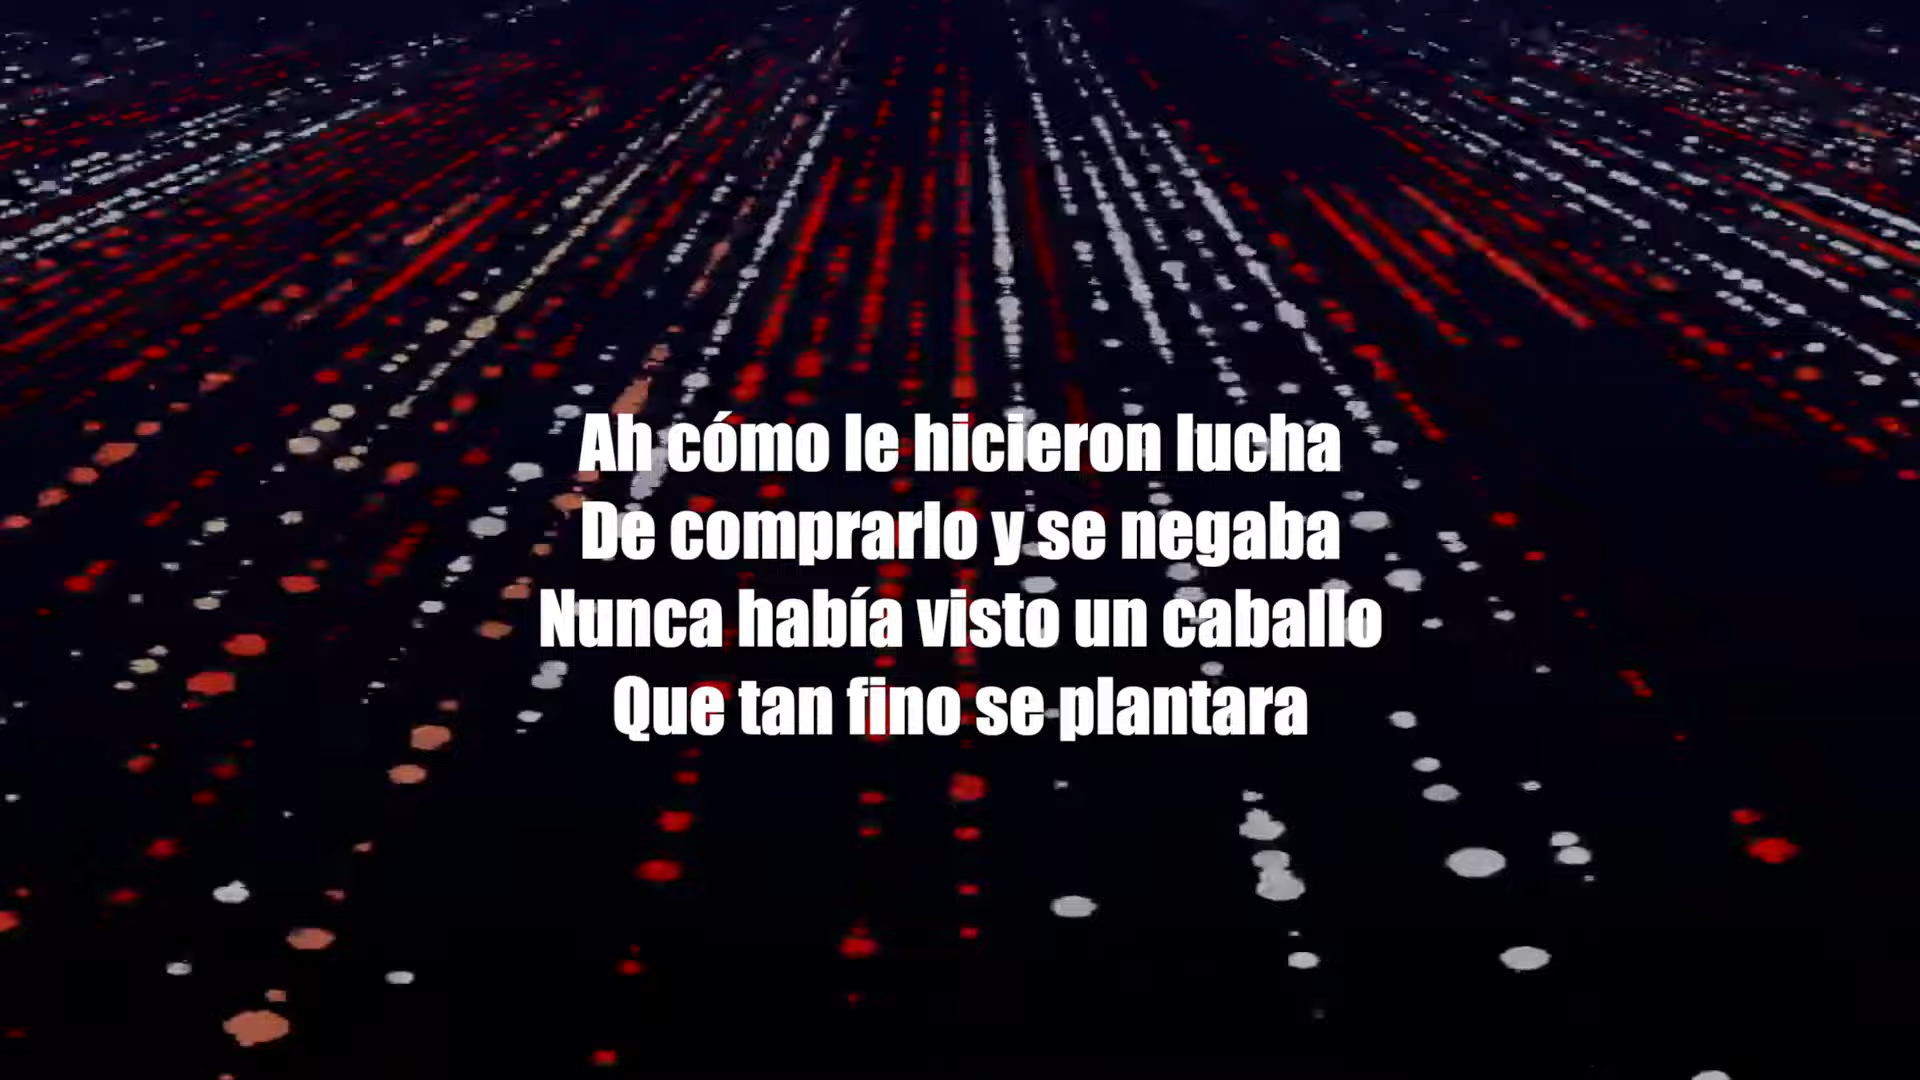 Ah cómo le hicieron lucha
De comprarlo y se negaba
Nunca había visto un caballo
Que tan fino se plantara